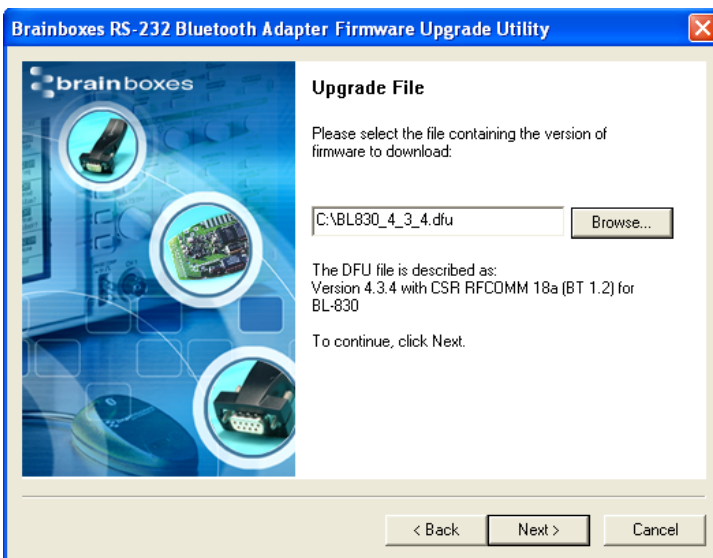 Brainboxes RS-232 Bluetooth Adapter Firmware Upgrade Utility
brainboxes
Upgrade File
Please select the file containing the version of
firmware to download:
C:\BL830_4_3_4.dfu
Browse...
The DFU file is described as:
Version 4.3.4 with CSR RFCOMM 18a (BT 1.2) for
BL-830
To continue, click Next.
< Back
Next >
Cancel